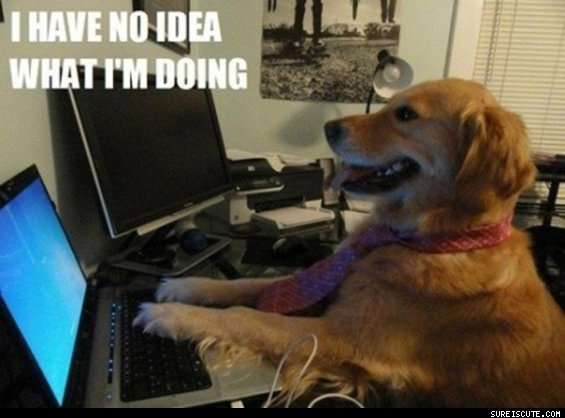 I HAVE NO IDEA
WHAT I'M DOING
SUREISCUTE.COM